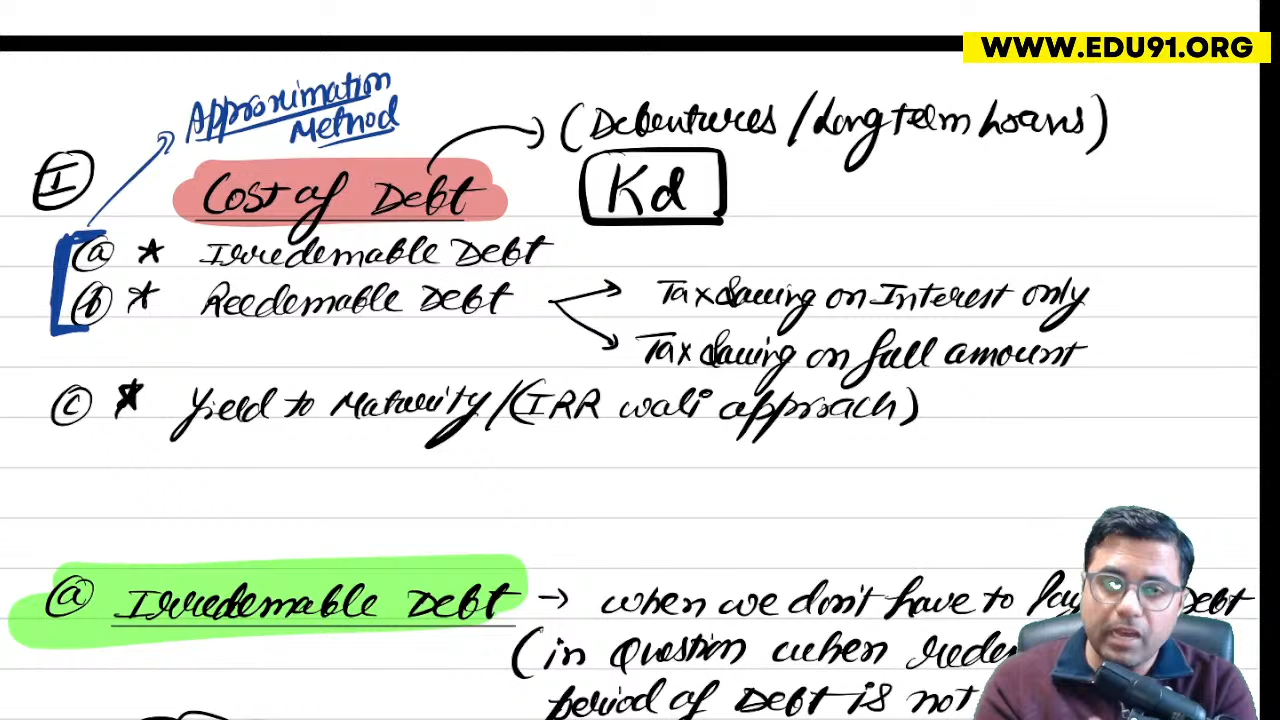 WWW.EDU91.ORG
Approximation
Method
(Debentures / Long term Loans)
I Cost of Debt Kd
a * Irredemable Debt
b * Reedemable Debt
Tax Saving on Interest only
Tax Saving on full amount
c * Yield to Maturity / (IRR wali approach)
a Irredemable Debt → when we don't have to Debt
(in Question when
period of Debt is not